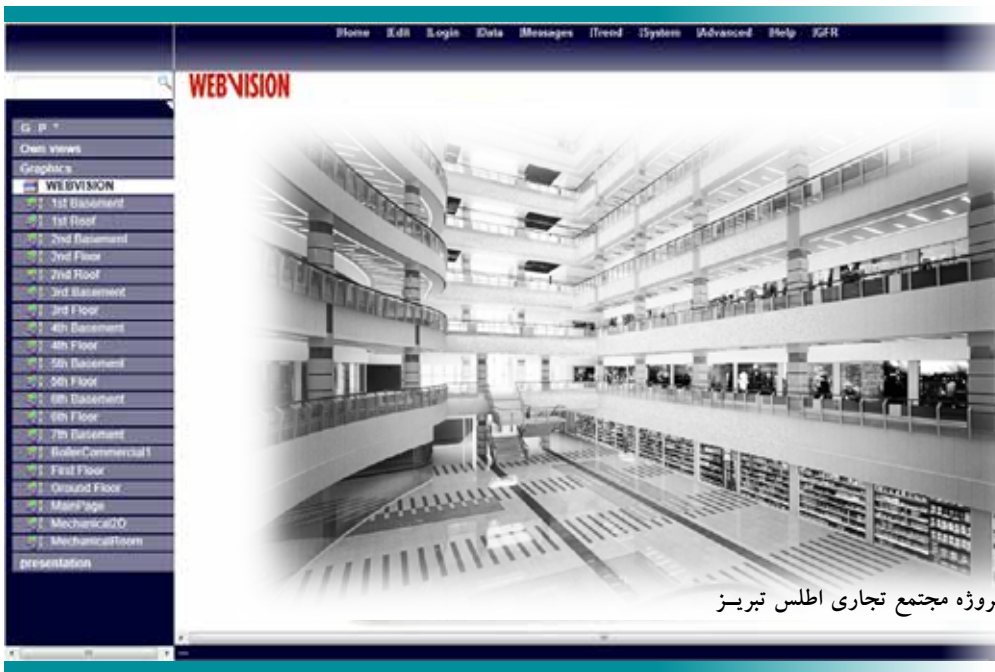 Home Edit Login Data Messages Trend System Advanced Help GFR
WEBVISION
G P *
Own views
Graphics
WEBVISION
1st Basement
1st Roof
2nd Basement
2nd Floor
2nd Roof
3rd Basement
3rd Floor
4th Basement
4th Floor
5th Basement
5th Floor
6th Basement
6th Floor
7th Basement
BoilerCommercial1
First Floor
Ground Floor
MainPage
Mechanical2D
MechanicalRoom
presentation
روژه مجتمع تجاری اطلس تبریـز